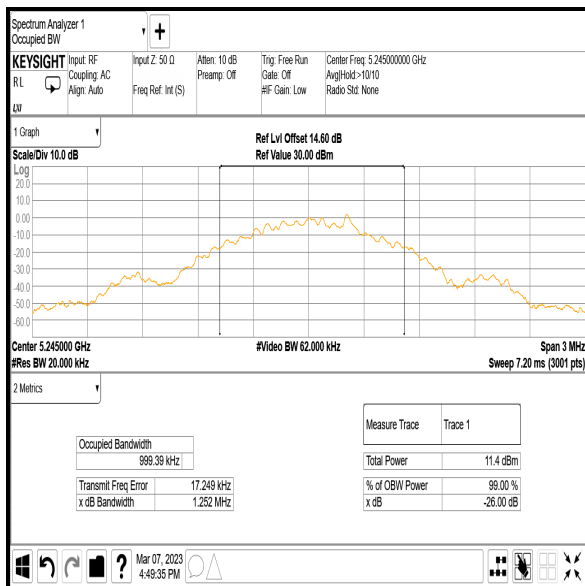 Spectrum Analyzer 1
Occupied BW
KEYSIGHT Input: RF Input Z: 50 Ω Atten: 10 dB Trig: Free Run Center Freq: 5.245000000 GHz
Coupling: AC Preamp: Off Gate: Off Avg|Hold:>10/10
R L Align: Auto Freq Ref: Int (S) #IF Gain: Low Radio Std: None
LXI
1 Graph
Ref Lvl Offset 14.60 dB
Scale/Div 10.0 dB Ref Value 30.00 dBm
Log
20.0
10.0
0.00
-10.0
-20.0
-30.0
-40.0
-50.0
-60.0
Center 5.245000 GHz #Video BW 62.000 kHz Span 3 MHz
#Res BW 20.000 kHz Sweep 7.20 ms (3001 pts)
2 Metrics
Measure Trace Trace 1
Occupied Bandwidth
999.39 kHz Total Power 11.4 dBm
Transmit Freq Error 17.249 kHz % of OBW Power 99.00 %
x dB Bandwidth 1.252 MHz x dB -26.00 dB
Mar 07, 2023
4:49:35 PM